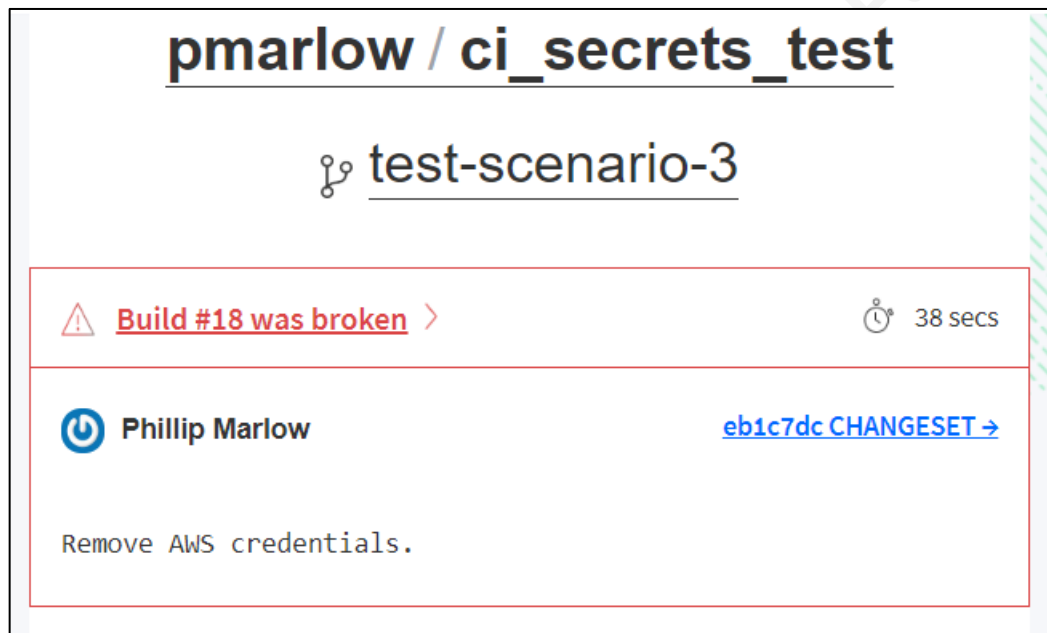 pmarlow / ci_secrets_test
test-scenario-3
Build #18 was broken >
38 secs
Phillip Marlow
eb1c7dc CHANGESET →
Remove AWS credentials.